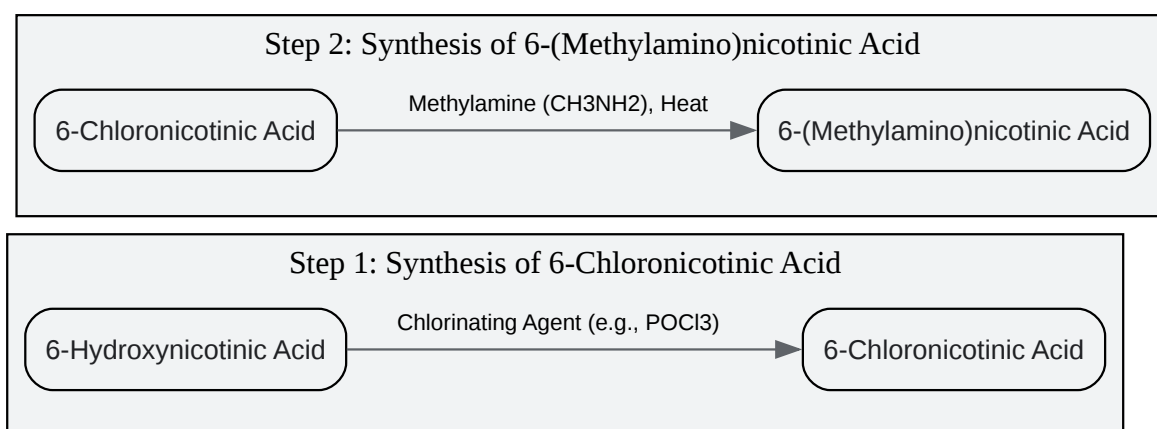 Step 2: Synthesis of 6-(Methylamino)nicotinic Acid
Methylamine (CH3NH2), Heat
6-Chloronicotinic Acid
6-(Methylamino)nicotinic Acid
Step 1: Synthesis of 6-Chloronicotinic Acid
Chlorinating Agent (e.g., POCl3)
6-Hydroxynicotinic Acid
6-Chloronicotinic Acid